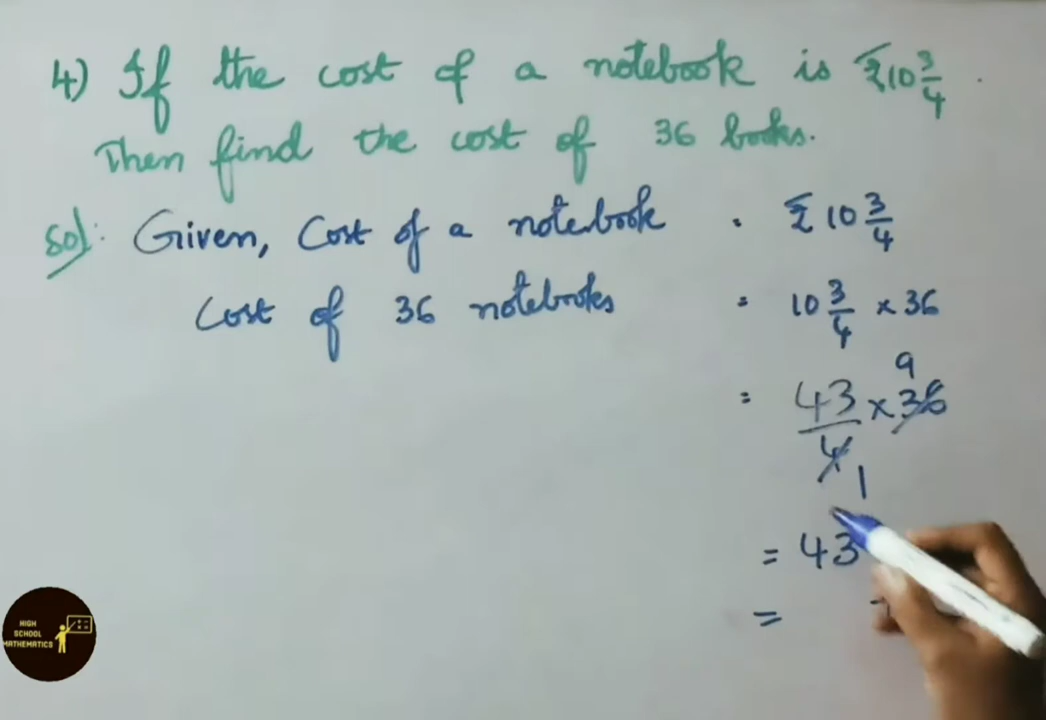 4) If the cost of a notebook is ₹10 3/4.
Then find the cost of 36 books.
Sol: Given, Cost of a notebook = ₹ 10 3/4
Cost of 36 notebooks = 10 3/4 × 36
9
= 43/4 × 36
1
= 43
=
HIGH
SCHOOL
MATHEMATICS